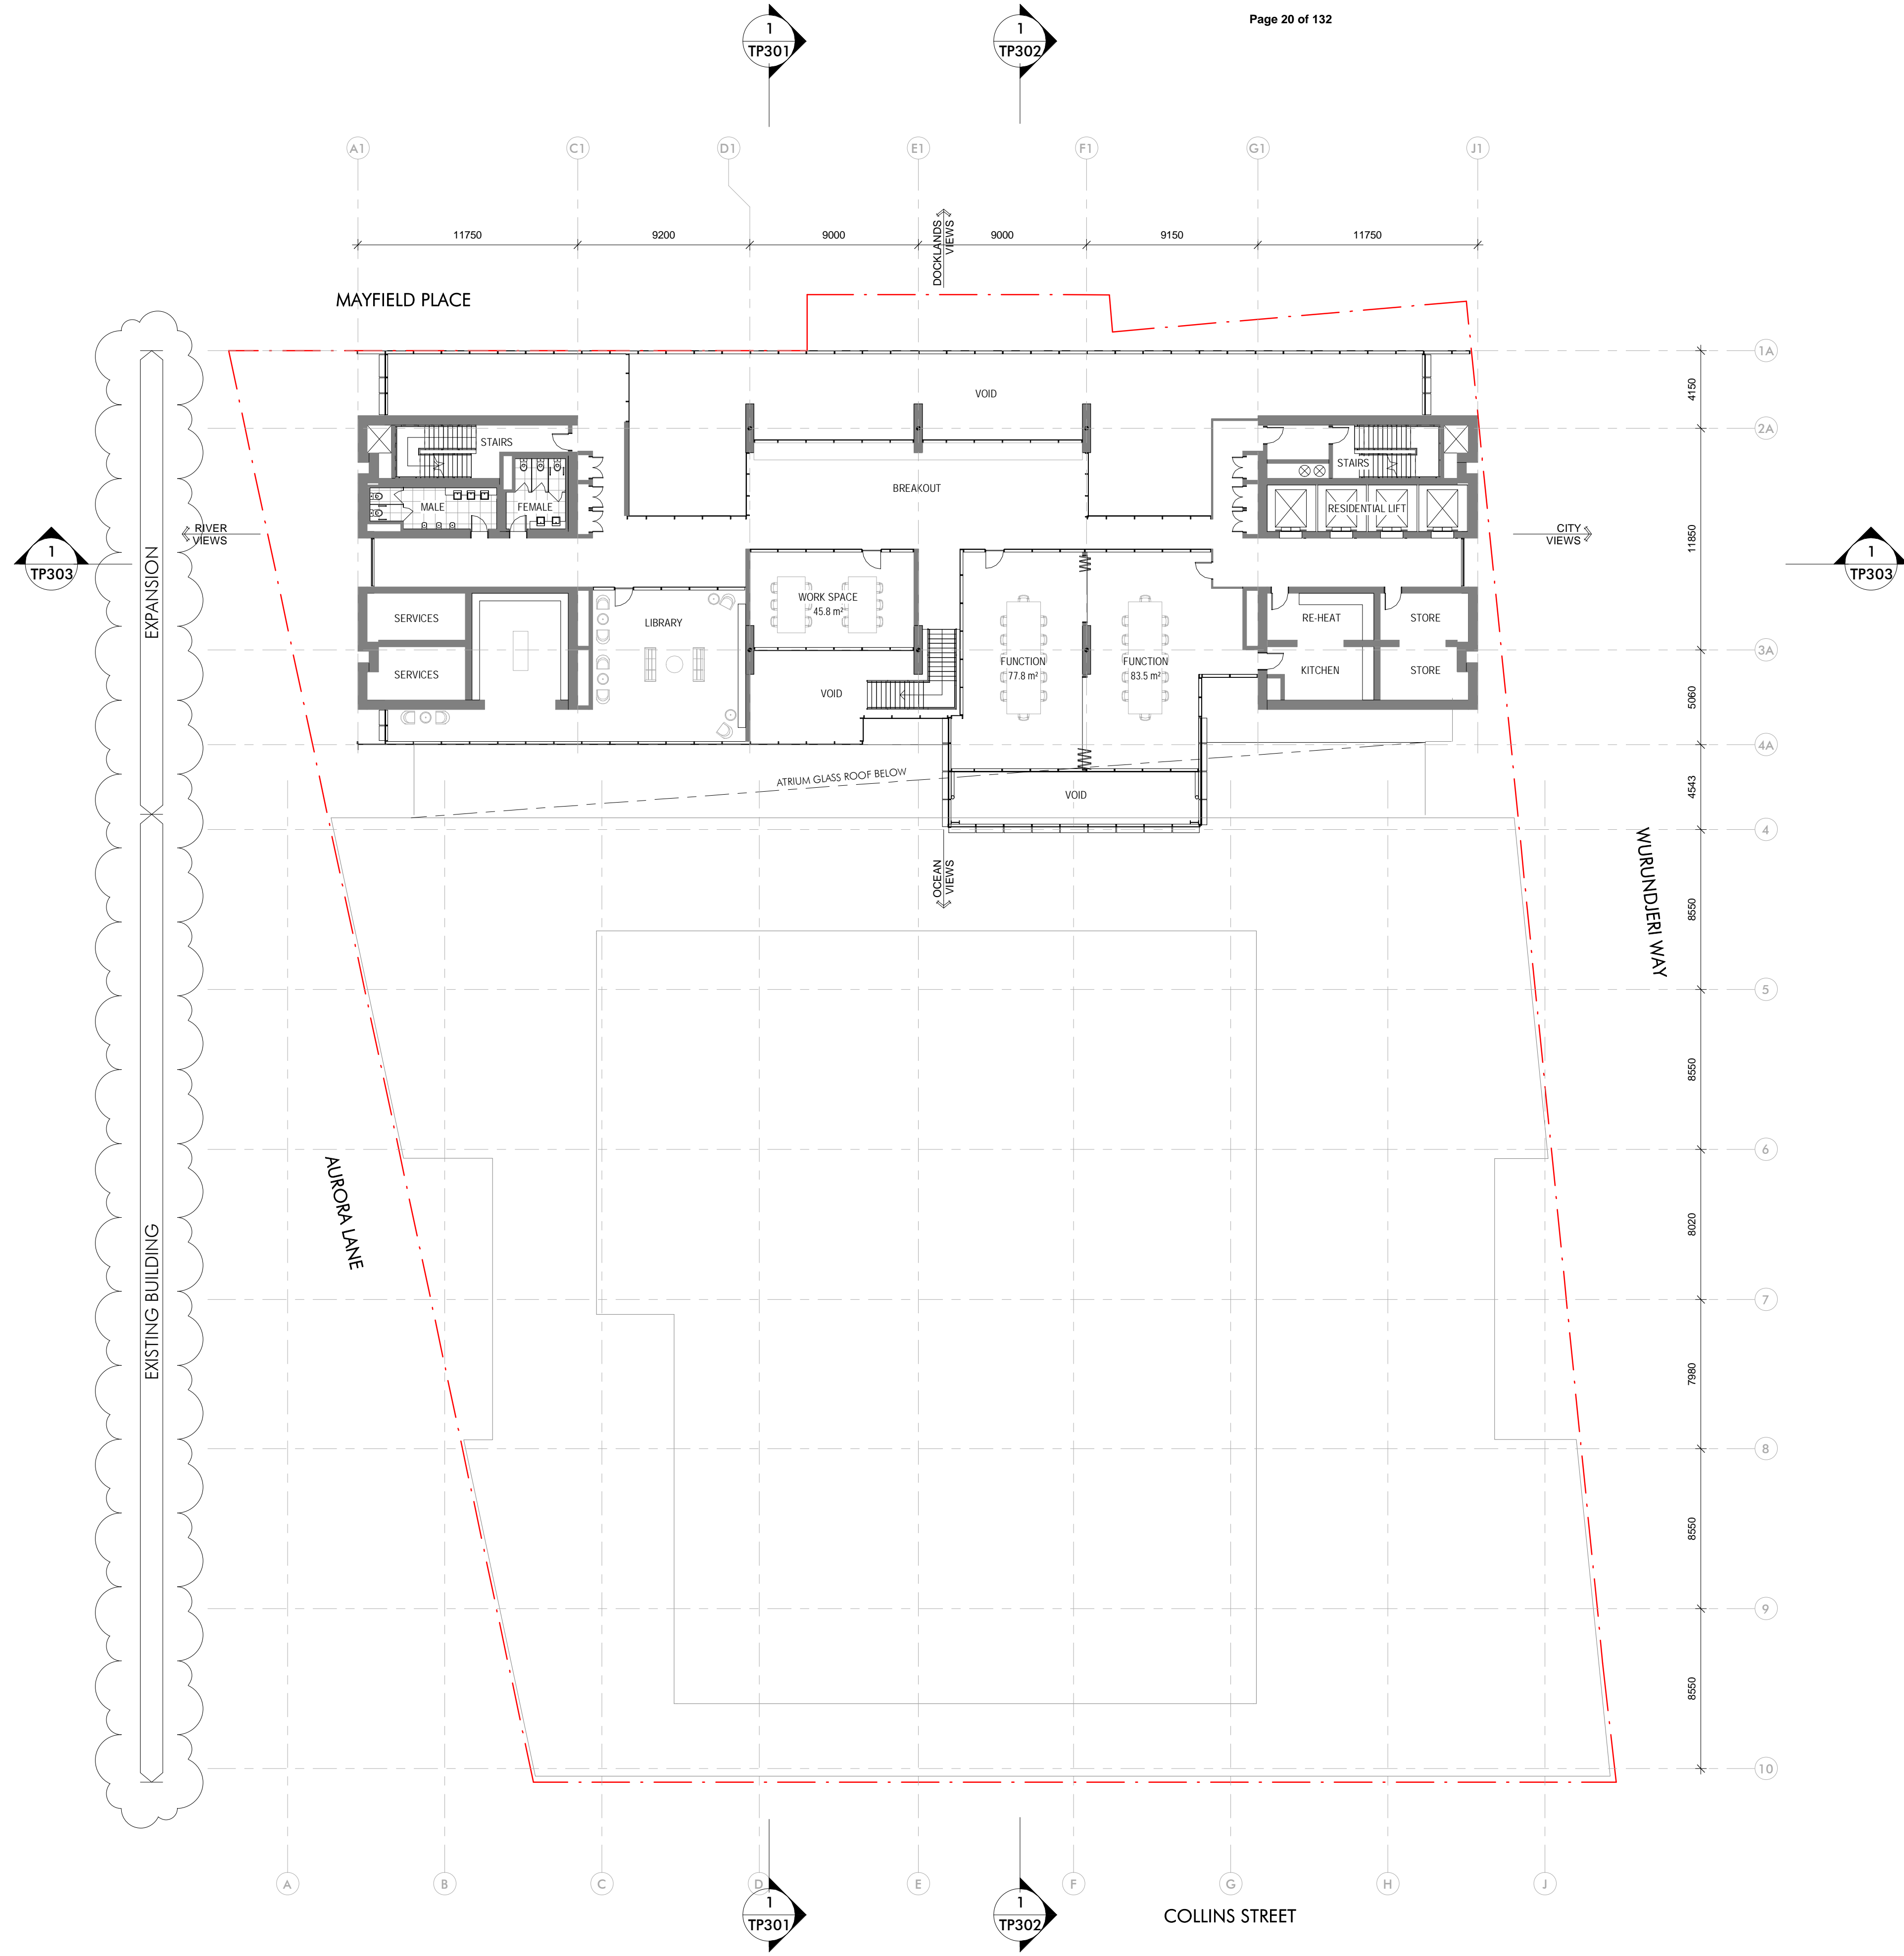 Page 20 of 132
1
TP301
1
TP302
A1
C1
D1
E1
F1
G1
J1
11750
9200
9000
9000
9150
11750
DOCKLANDS
VIEWS
MAYFIELD PLACE
1A
4150
VOID
2A
STAIRS
STAIRS
BREAKOUT
MALE
FEMALE
RESIDENTIAL LIFT
RIVER
VIEWS
CITY
VIEWS
11850
1
TP303
1
TP303
EXPANSION
WORK SPACE
45.8 m²
SERVICES
LIBRARY
RE-HEAT
STORE
3A
SERVICES
FUNCTION
77.8 m²
FUNCTION
83.5 m²
KITCHEN
STORE
VOID
5060
4A
ATRIUM GLASS ROOF BELOW
VOID
4543
4
OCEAN
VIEWS
WURUNDJERI WAY
8550
5
8550
6
AURORA LANE
8020
EXISTING BUILDING
7
7980
8
8550
9
8550
10
A
B
C
D
E
F
G
H
J
1
TP301
1
TP302
COLLINS STREET